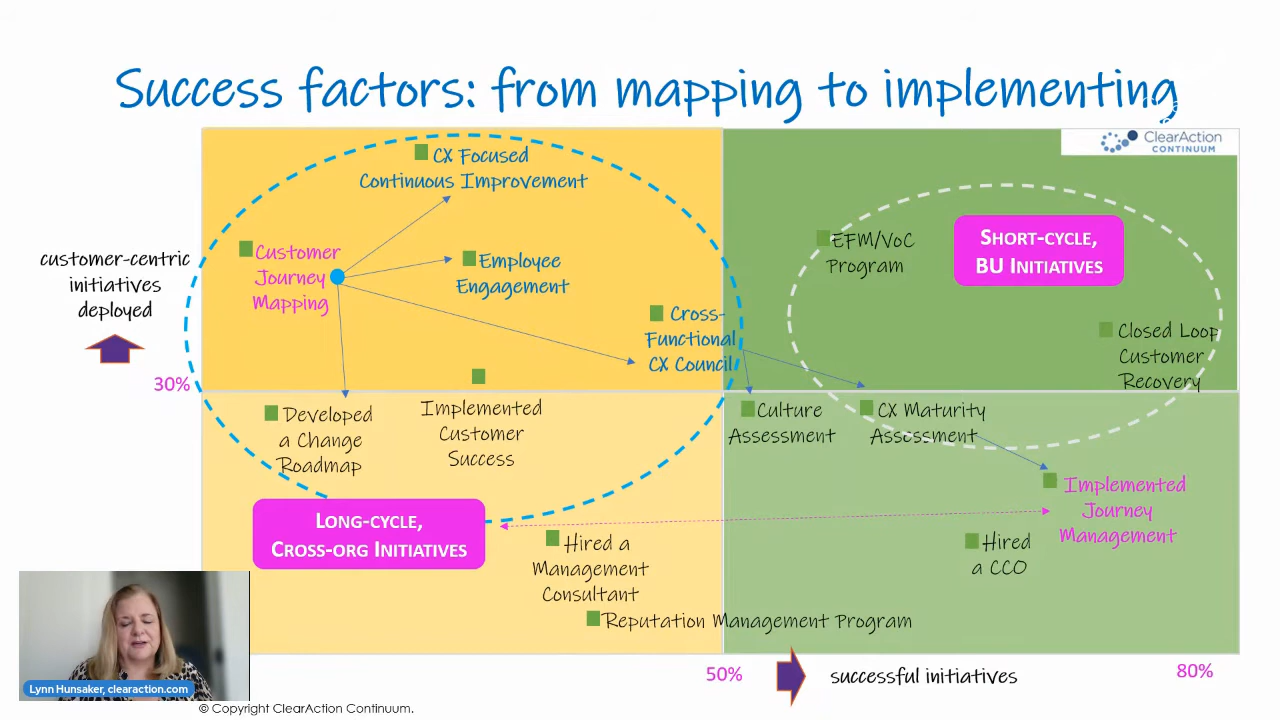 Success factors: from mapping to implementing
ClearAction
CONTINUUM
CX Focused
Continuous Improvement
customer-centric
initiatives
deployed
30%
Customer
Journey
Mapping
Employee
Engagement
Cross-
Functional
CX Council
EFM/VoC
Program
SHORT-CYCLE,
BU INITIATIVES
Closed Loop
Customer
Recovery
Developed
a Change
Roadmap
Implemented
Customer
Success
Culture
Assessment
CX Maturity
Assessment
Implemented
Journey
Management
LONG-CYCLE,
CROSS-ORG INITIATIVES
Hired a
Management
Consultant
Hired
a CCO
Reputation Management Program
50%
successful initiatives
80%
Lynn Hunsaker, clearaction.com
© Copyright ClearAction Continuum.